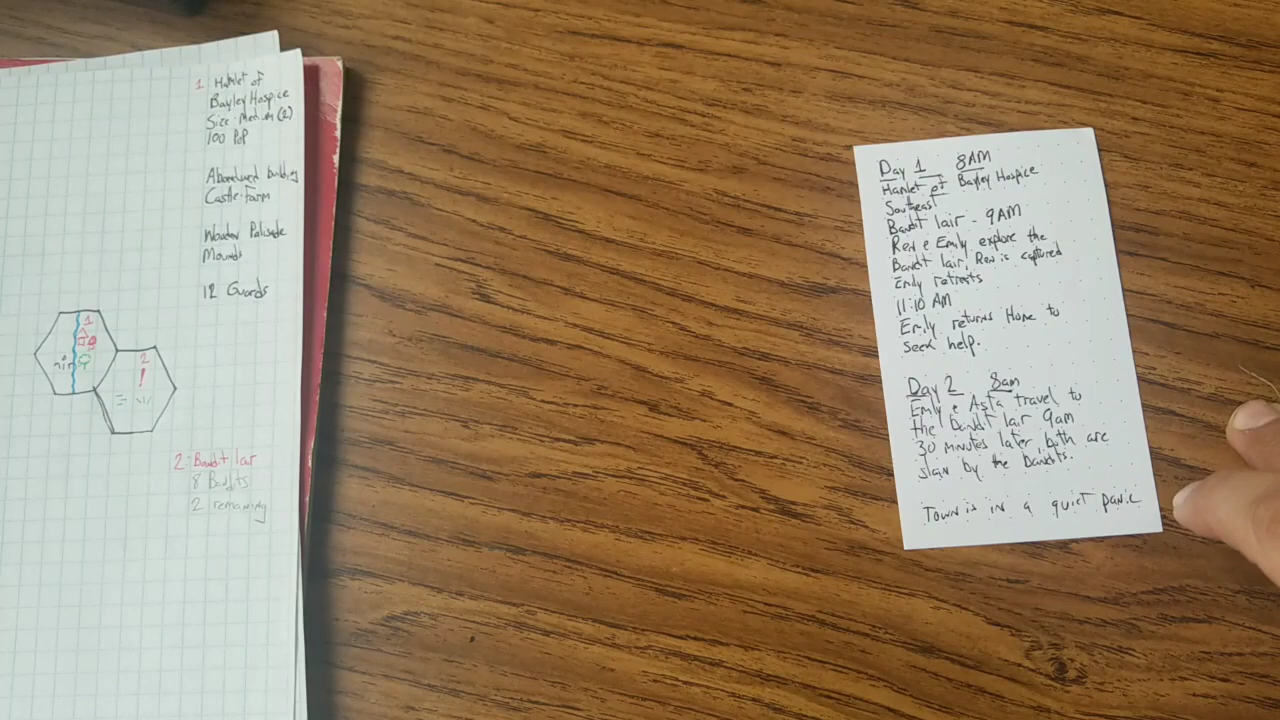 1. Hamlet of
Bayley Hospice
Size: Medium (2)
100 Pop
Abandoned building
Castle: Farm
Wooden Palisade
Mounds
12 Guards
1
2
!
2: Bandit lair
8 Bandits
2 remaining
Day 1 8AM
Hamlet of Bayley Hospice
Southeast
Bandit lair - 9AM
Ren e Emily explore the
Bandit lair! Ren is captured
Emily retreats
11:10 AM
Emily returns Home to
seek help.
Day 2 8am
Emily e Asta travel to
the bandit lair 9am
30 minutes later both are
slain by the bandits.
Town is in a quiet panic